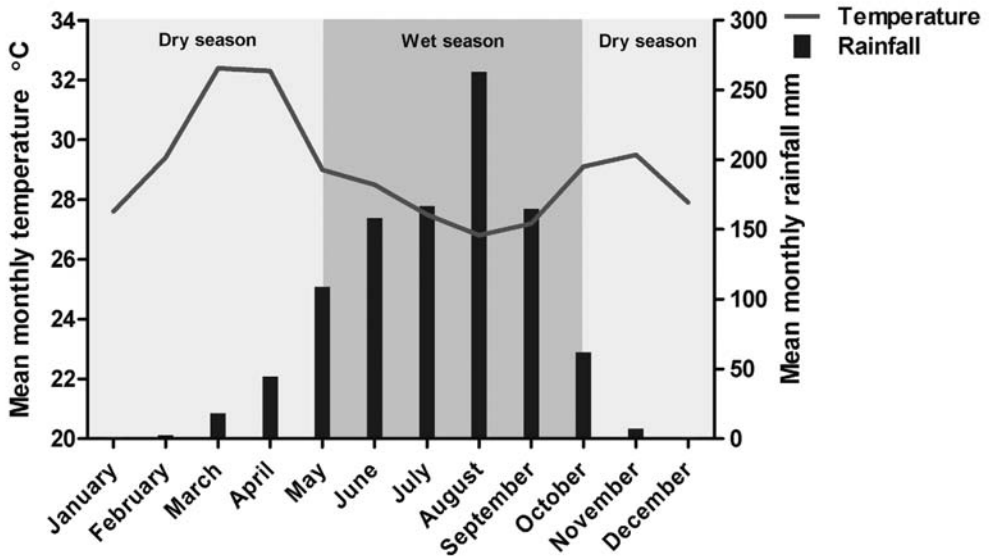 Temperature
Rainfall
Dry season
Wet season
Dry season
Mean monthly temperature °C
34
32
30
28
26
24
22
20
Mean monthly rainfall mm
300
250
200
150
100
50
0
January
February
March
April
May
June
July
August
September
October
November
December